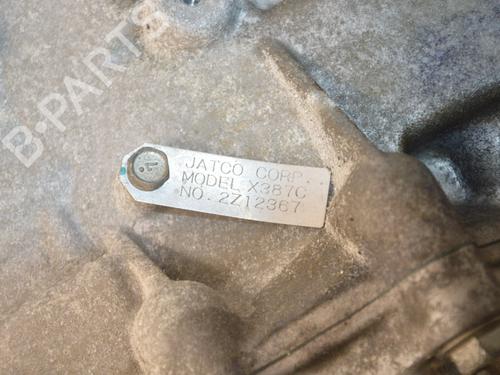 B-PARTS
JATCO CORP.
MODEL X387C
NO. 2Z12367